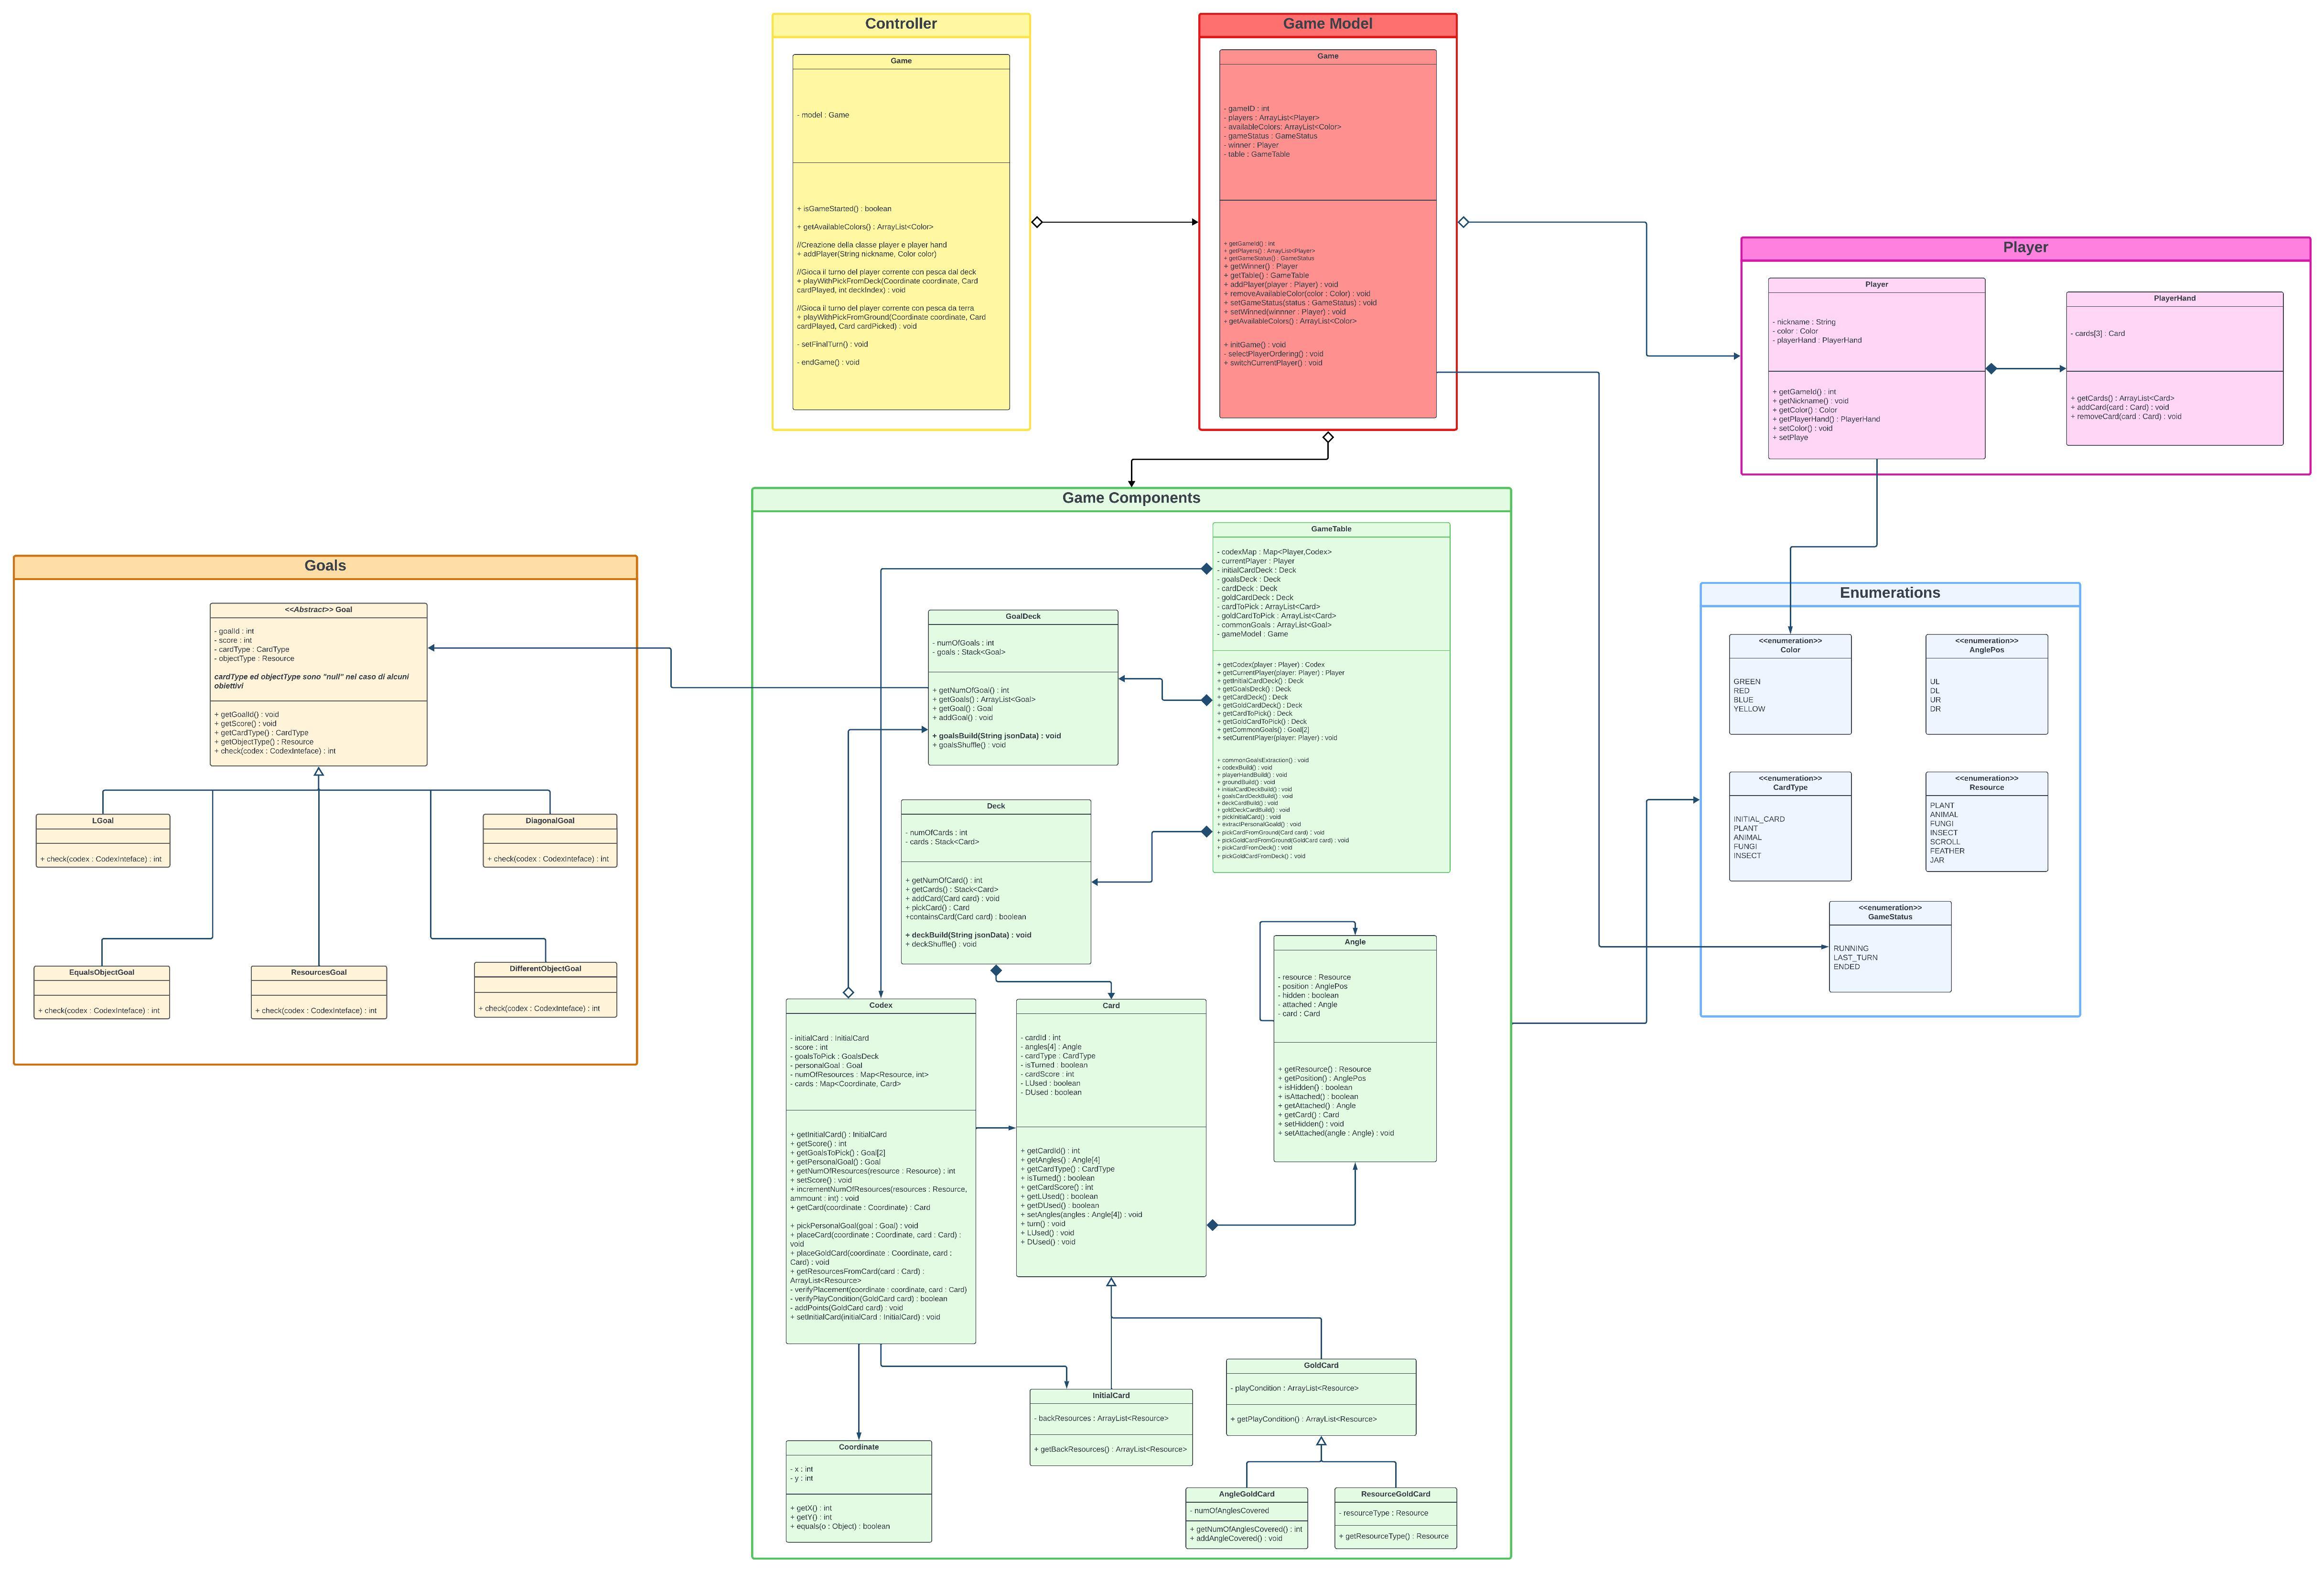 Controller
Game
- model : Game
+ isGameStarted() : boolean
+ getAvailableColors() : ArrayList<Color>
//Creazione della classe player e player hand
+ addPlayer(String nickname, Color color)
//Gioca il turno del player corrente con pesca dal deck
+ playWithPickFromDeck(Coordinate coordinate, Card
cardPlayed, int deckIndex) : void
//Gioca il turno del player corrente con pesca da terra
+ playWithPickFromGround(Coordinate coordinate, Card
cardPlayed, Card cardPicked) : void
- setFinalTurn() : void
- endGame() : void
Game Model
Game
- gameID : int
- players : ArrayList<Player>
- availableColors: ArrayList<Color>
- gameStatus : GameStatus
- winner : Player
- table : GameTable
+ getGameId() : int
+ getPlayers() : ArrayList<Player>
+ getGameStatus() : GameStatus
+ getWinner() : Player
+ getTable() : GameTable
+ addPlayer(player : Player) : void
+ removeAvailableColor(color : Color) : void
+ setGameStatus(status : GameStatus) : void
+ setWinned(winnner : Player) : void
+ getAvailableColors() : ArrayList<Color>
+ initGame() : void
- selectPlayerOrdering() : void
+ switchCurrentPlayer() : void
Player
Player
- nickname : String
- color : Color
- playerHand : PlayerHand
+ getGameId() : int
+ getNickname() : void
+ getColor() : Color
+ getPlayerHand() : PlayerHand
+ setColor() : void
+ setPlaye
PlayerHand
- cards[3] : Card
+ getCards() : ArrayList<Card>
+ addCard(card : Card) : void
+ removeCard(card : Card) : void
Goals
<<Abstract>> Goal
- goalId : int
- score : int
- cardType : CardType
- objectType : Resource
cardType ed objectType sono "null" nel caso di alcuni
obiettivi
+ getGoalId() : void
+ getScore() : void
+ getCardType() : CardType
+ getObjectType() : Resource
+ check(codex : CodexInteface) : int
LGoal
+ check(codex : CodexInteface) : int
DiagonalGoal
+ check(codex : CodexInteface) : int
EqualsObjectGoal
+ check(codex : CodexInteface) : int
ResourcesGoal
+ check(codex : CodexInteface) : int
DifferentObjectGoal
+ check(codex : CodexInteface) : int
Game Components
GameTable
- codexMap : Map<Player,Codex>
- currentPlayer : Player
- initialCardDeck : Deck
- goalsDeck : Deck
- cardDeck : Deck
- goldCardDeck : Deck
- cardToPick : ArrayList<Card>
- goldCardToPick : ArrayList<Card>
- commonGoals : ArrayList<Goal>
- gameModel : Game
+ getCodex(player : Player) : Codex
+ getCurrentPlayer(player: Player) : Player
+ getInitialCardDeck() : Deck
+ getGoalsDeck() : Deck
+ getCardDeck() : Deck
+ getGoldCardDeck() : Deck
+ getCardToPick() : Deck
+ getGoldCardToPick() : Deck
+ getCommonGoals() : Goal[2]
+ setCurrentPlayer(player: Player) : void
+ commonGoalsExtraction() : void
+ codexBuild() : void
+ playerHandBuild() : void
+ groundBuild() : void
+ initialCardDeckBuild() : void
+ goalsCardDeckBuild() : void
+ deckCardBuild() : void
+ goldDeckCardBuild() : void
+ pickInitialCard() : void
+ extractPersonalGoald() : void
+ pickCardFromGround(Card card) : void
+ pickGoldCardFromGround(GoldCard card) : void
+ pickCardFromDeck() : void
+ pickGoldCardFromDeck() : void
GoalDeck
- numOfGoals : int
- goals : Stack<Goal>
+ getNumOfGoal() : int
+ getGoals() : ArrayList<Goal>
+ getGoal() : Goal
+ addGoal() : void
+ goalsBuild(String jsonData) : void
+ goalsShuffle() : void
Deck
- numOfCards : int
- cards : Stack<Card>
+ getNumOfCard() : int
+ getCards() : Stack<Card>
+ addCard(Card card) : void
+ pickCard() : Card
+containsCard(Card card) : boolean
+ deckBuild(String jsonData) : void
+ deckShuffle() : void
Angle
- resource : Resource
- position : AnglePos
- hidden : boolean
- attached : Angle
- card : Card
+ getResource() : Resource
+ getPosition() : AnglePos
+ isHidden() : boolean
+ isAttached() : boolean
+ getAttached() : Angle
+ getCard() : Card
+ setHidden() : void
+ setAttached(angle : Angle) : void
Codex
- initialCard : InitialCard
- score : int
- goalsToPick : GoalsDeck
- personalGoal : Goal
- numOfResources : Map<Resource, int>
- cards : Map<Coordinate, Card>
+ getInitialCard() : InitialCard
+ getScore() : int
+ getGoalsToPick() : Goal[2]
+ getPersonalGoal() : Goal
+ getNumOfResources(resource : Resource) : int
+ setScore() : void
+ incrementNumOfResources(resources : Resource,
ammount : int) : void
+ getCard(coordinate : Coordinate) : Card
+ pickPersonalGoal(goal : Goal) : void
+ placeCard(coordinate : Coordinate, card : Card) :
void
+ placeGoldCard(coordinate : Coordinate, card :
Card) : void
+ getResourcesFromCard(card : Card) :
ArrayList<Resource>
- verifyPlacement(coordinate : coordinate, card : Card)
- verifyPlayCondition(GoldCard card) : boolean
- addPoints(GoldCard card) : void
+ setInitialCard(initialCard : InitialCard) : void
Card
- cardId : int
- angles[4] : Angle
- cardType : CardType
- isTurned : boolean
- cardScore : int
- LUsed : boolean
- DUsed : boolean
+ getCardId() : int
+ getAngles() : Angle[4]
+ getCardType() : CardType
+ isTurned() : boolean
+ getCardScore() : int
+ getLUsed() : boolean
+ getDUsed() : boolean
+ setAngles(angles : Angle[4]) : void
+ turn() : void
+ LUsed() : void
+ DUsed() : void
InitialCard
- backResources : ArrayList<Resource>
+ getBackResources() : ArrayList<Resource>
GoldCard
- playCondition : ArrayList<Resource>
+ getPlayCondition() : ArrayList<Resource>
Coordinate
- x : int
- y : int
+ getX() : int
+ getY() : int
+ equals(o : Object) : boolean
AngleGoldCard
- numOfAnglesCovered
+ getNumOfAnglesCovered() : int
+ addAngleCovered() : void
ResourceGoldCard
- resourceType : Resource
+ getResourceType() : Resource
Enumerations
<<enumeration>>
Color
GREEN
RED
BLUE
YELLOW
<<enumeration>>
AnglePos
UL
DL
UR
DR
<<enumeration>>
CardType
INITIAL_CARD
PLANT
ANIMAL
FUNGI
INSECT
<<enumeration>>
Resource
PLANT
ANIMAL
FUNGI
INSECT
SCROLL
FEATHER
JAR
<<enumeration>>
GameStatus
RUNNING
LAST_TURN
ENDED